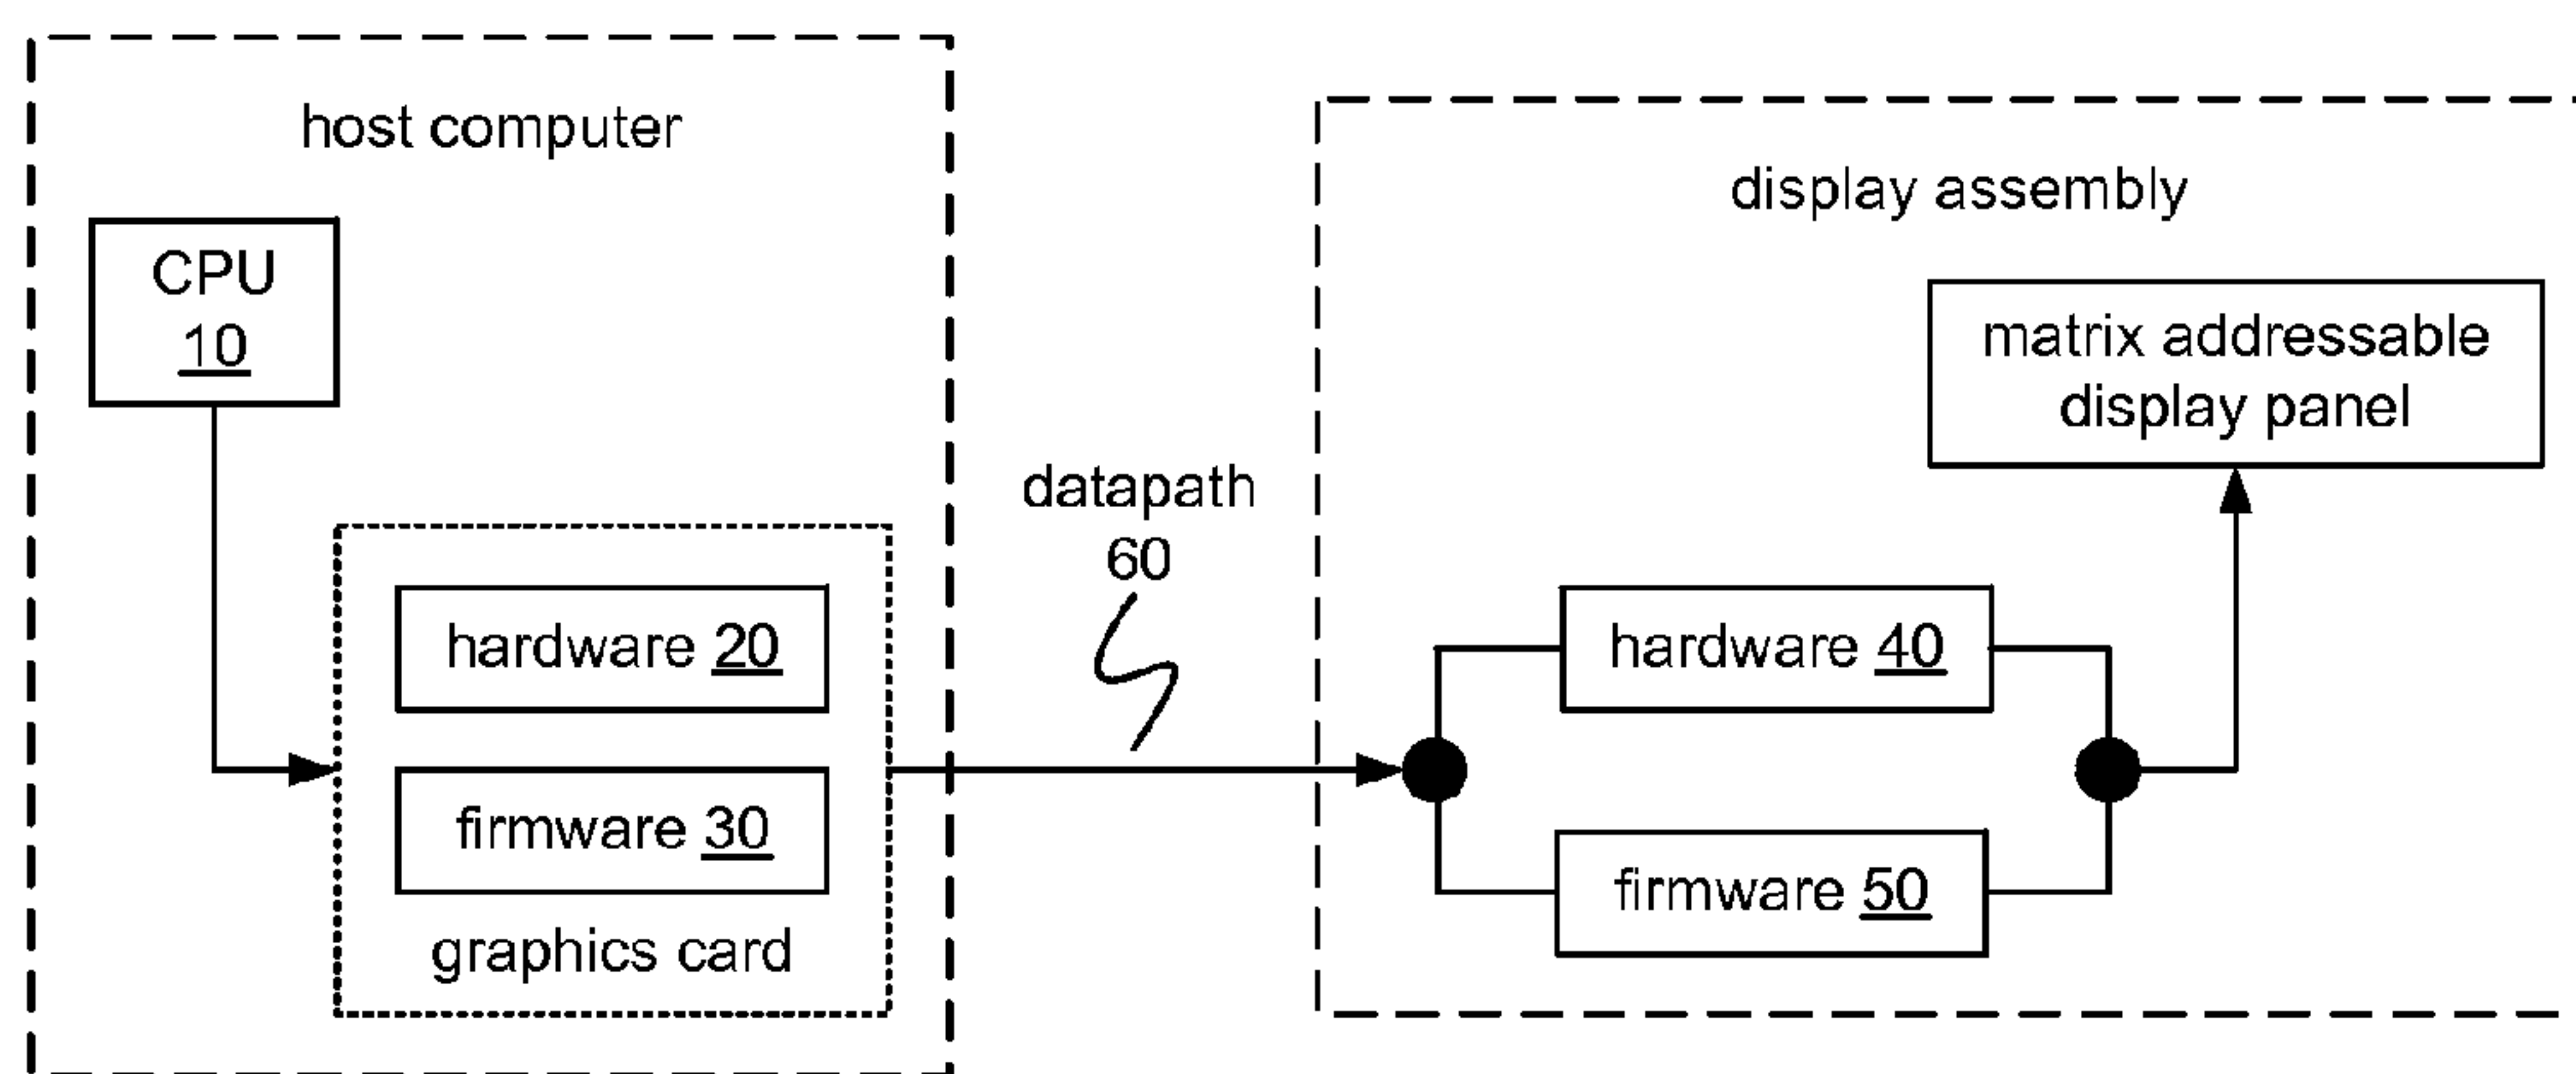 host computer
CPU
10
hardware 20
firmware 30
graphics card
datapath
60
display assembly
matrix addressable
display panel
hardware 40
firmware 50